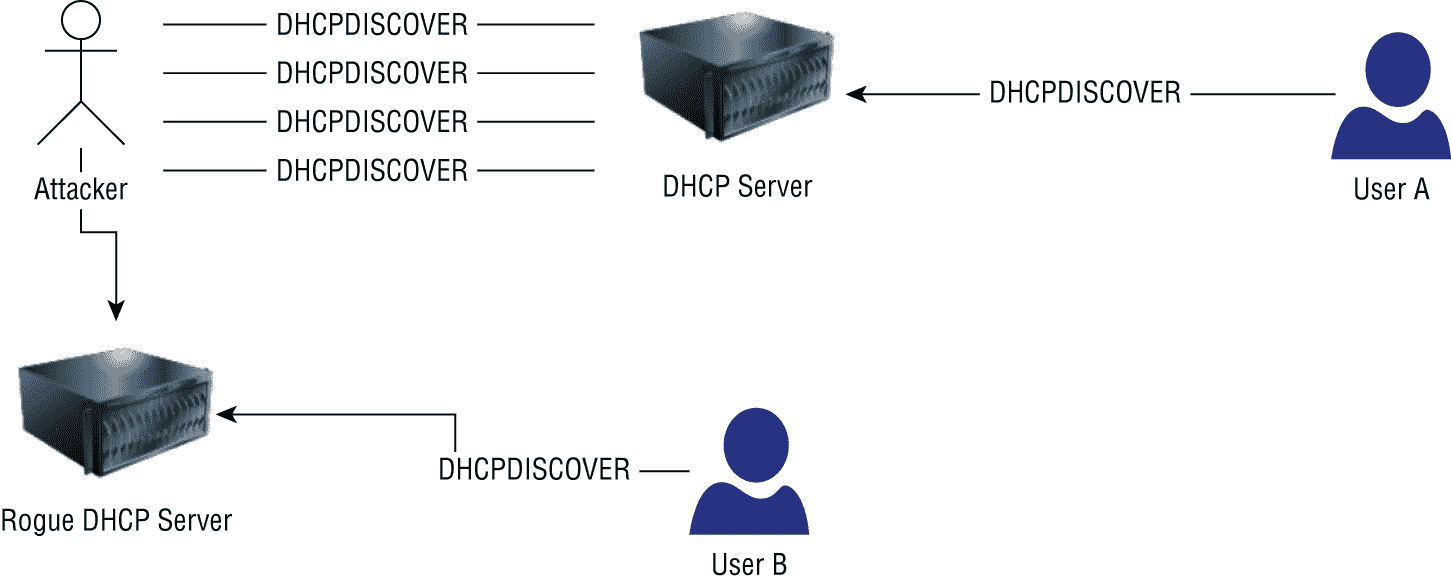 DHCPDISCOVER
DHCPDISCOVER
DHCPDISCOVER
DHCPDISCOVER
DHCPDISCOVER
Attacker
DHCP Server
User A
DHCPDISCOVER
Rogue DHCP Server
User B